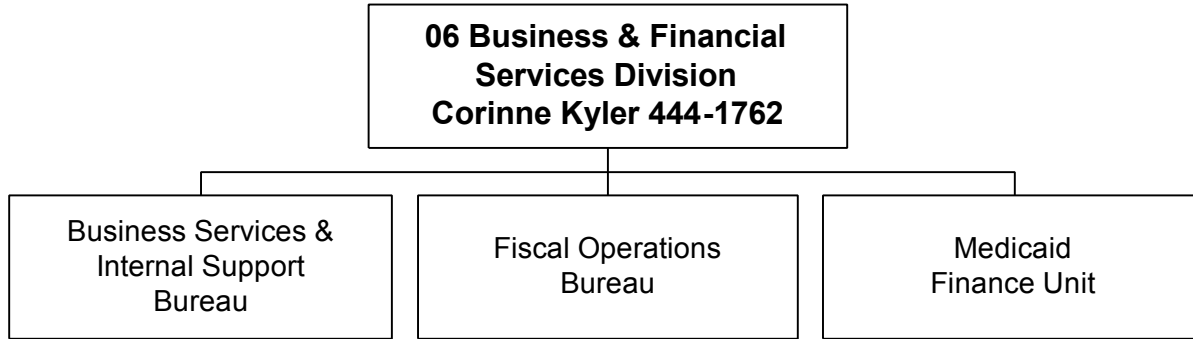 06 Business & Financial
Services Division
Corinne Kyler 444-1762
Business Services &
Internal Support
Bureau
Fiscal Operations
Bureau
Medicaid
Finance Unit